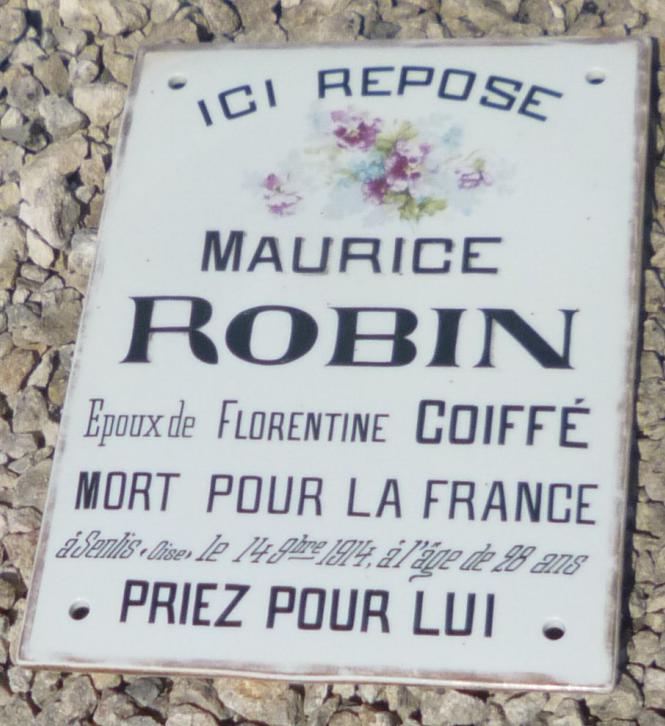 ICI REPOSE
MAURICE
ROBIN
Epoux de FLORENTINE COIFFÉ
MORT POUR LA FRANCE
à Senlis (Oise) le 14 9bre 1914, à l'âge de 28 ans
PRIEZ POUR LUI